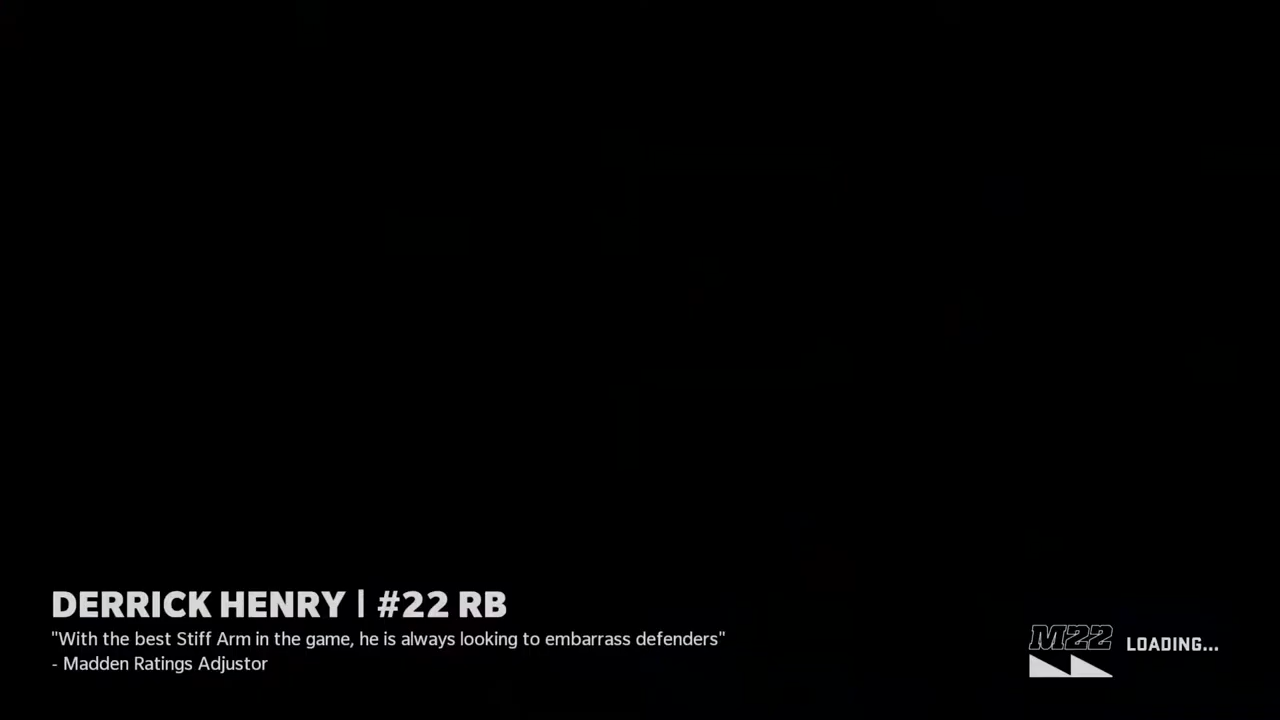 DERRICK HENRY | #22 RB
"With the best Stiff Arm in the game, he is always looking to embarrass defenders"
- Madden Ratings Adjustor
M22
LOADING...